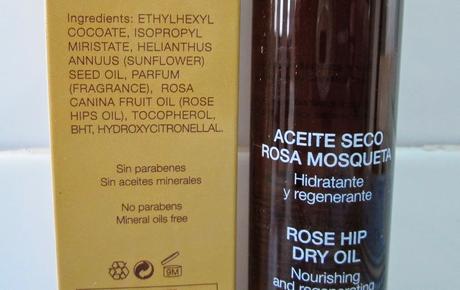 Ingredients: ETHYLHEXYL
COCOATE, ISOPROPYL
MIRISTATE, HELIANTHUS
ANNUUS (SUNFLOWER)
SEED OIL, PARFUM
(FRAGRANCE), ROSA
CANINA FRUIT OIL (ROSE
HIPS OIL), TOCOPHEROL,
BHT, HYDROXYCITRONELLAL.
Sin parabenes
Sin aceites minerales
No parabens
Mineral oils free
9M
ACEITE SECO
ROSA MOSQUETA
Hidratante
y regenerante
ROSE HIP
DRY OIL
Nourishing
and regenerating